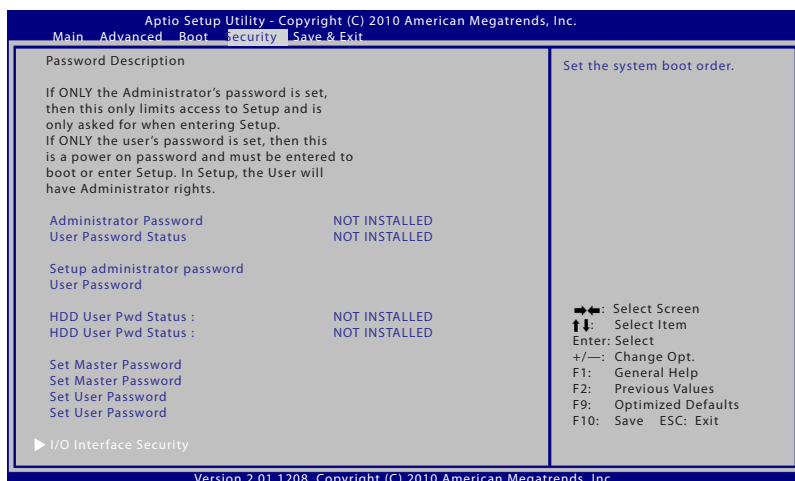 Aptio Setup Utility - Copyright (C) 2010 American Megatrends, Inc.
Main Advanced Boot Security Save & Exit
Password Description
If ONLY the Administrator’s password is set,
then this only limits access to Setup and is
only asked for when entering Setup.
If ONLY the user’s password is set, then this
is a power on password and must be entered to
boot or enter Setup. In Setup, the User will
have Administrator rights.
Administrator Password NOT INSTALLED
User Password Status NOT INSTALLED
Setup administrator password
User Password
HDD User Pwd Status : NOT INSTALLED
HDD User Pwd Status : NOT INSTALLED
Set Master Password
Set Master Password
Set User Password
Set User Password
I/O Interface Security
Set the system boot order.
→←: Select Screen
↑↓: Select Item
Enter: Select
+/—: Change Opt.
F1: General Help
F2: Previous Values
F9: Optimized Defaults
F10: Save ESC: Exit
Version 2.01.1208. Copyright (C) 2010 American Megatrends, Inc.